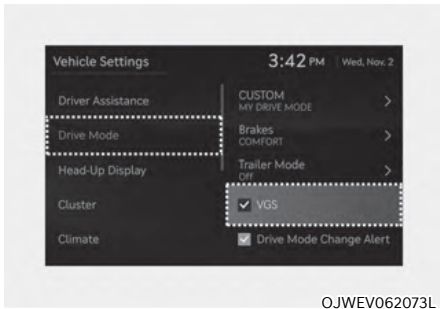 Vehicle Settings
3:42 PM Wed, Nov. 2
Driver Assistance
Drive Mode
Head-Up Display
Cluster
Climate
CUSTOM
MY DRIVE MODE
Brakes
COMFORT
Trailer Mode
Off
VGS
Drive Mode Change Alert
OJWEV062073L